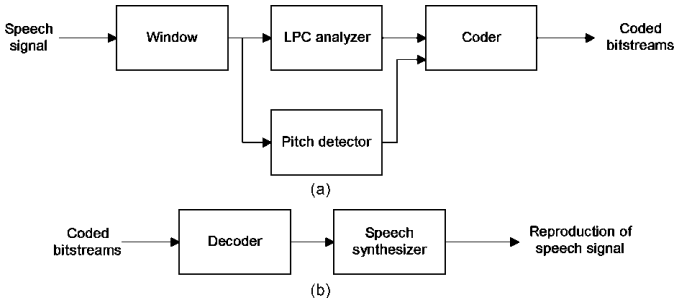 Speech
signal
Window
LPC analyzer
Coder
Coded
bitstreams
Pitch detector
(a)
Coded
bitstreams
Decoder
Speech
synthesizer
Reproduction of
speech signal
(b)